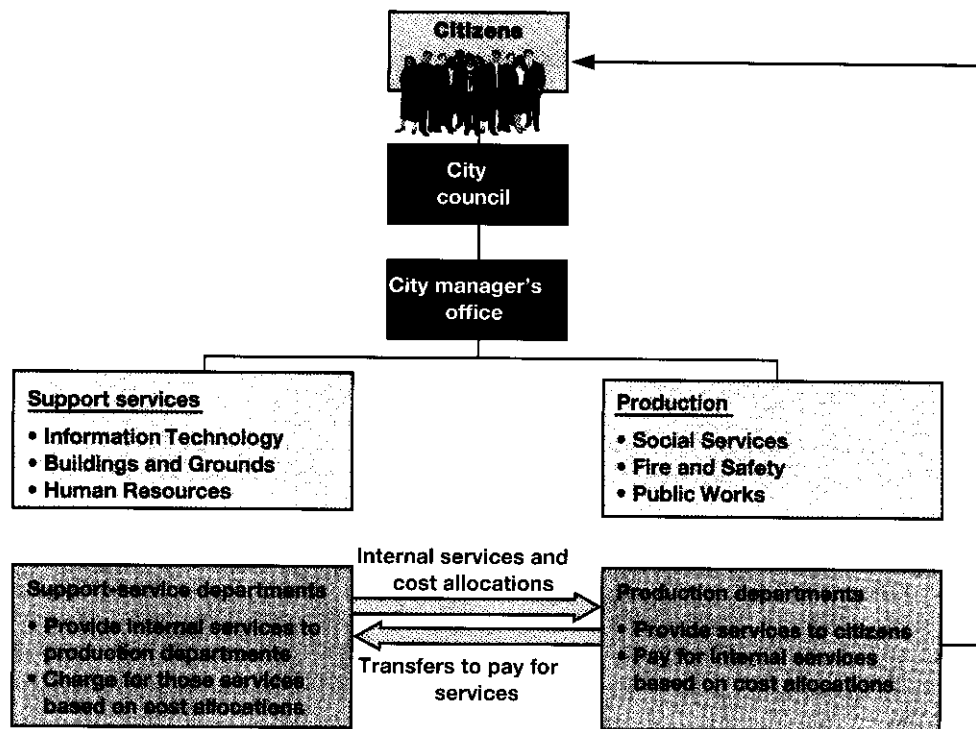 Citizens
City
council
City manager's
office
Support services
• Information Technology
• Buildings and Grounds
• Human Resources
Production
• Social Services
• Fire and Safety
• Public Works
Internal services and
cost allocations
Support-service departments
• Provide internal services to
production departments
• Charge for those services
based on cost allocations
Transfers to pay for
services
Production departments
• Provide services to citizens
• Pay for internal services
based on cost allocations